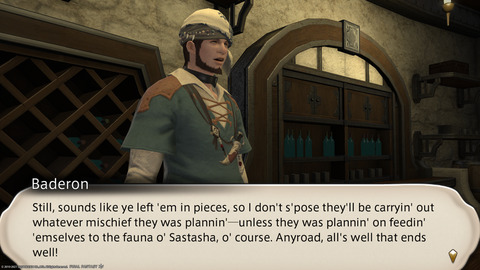 Baderon
Still, sounds like ye left 'em in pieces, so I don't s'pose they'll be carryin' out
whatever mischief they was plannin'─unless they was plannin' on feedin'
'emselves to the fauna o' Sastasha, o' course. Anyroad, all's well that ends
well!